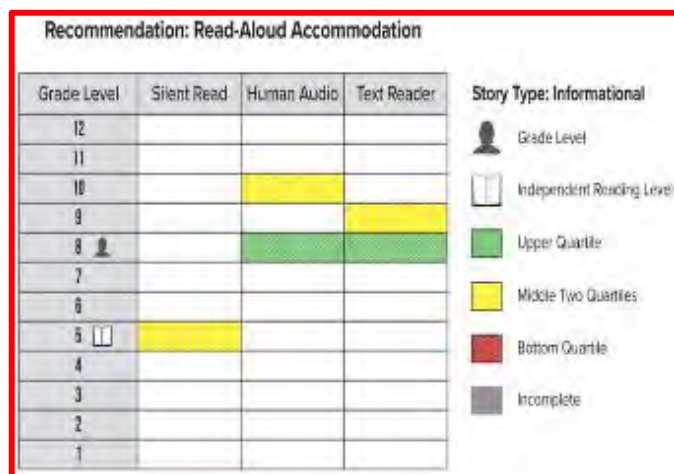 Recommendation: Read-Aloud Accommodation
Grade Level Silent Read Human Audio Text Reader
12
11
10
9
8
7
6
5
4
3
2
1
Story Type: Informational
Grade Level
Independent Reading Level
Upper Quartile
Middle Two Quartiles
Bottom Quartile
Incomplete